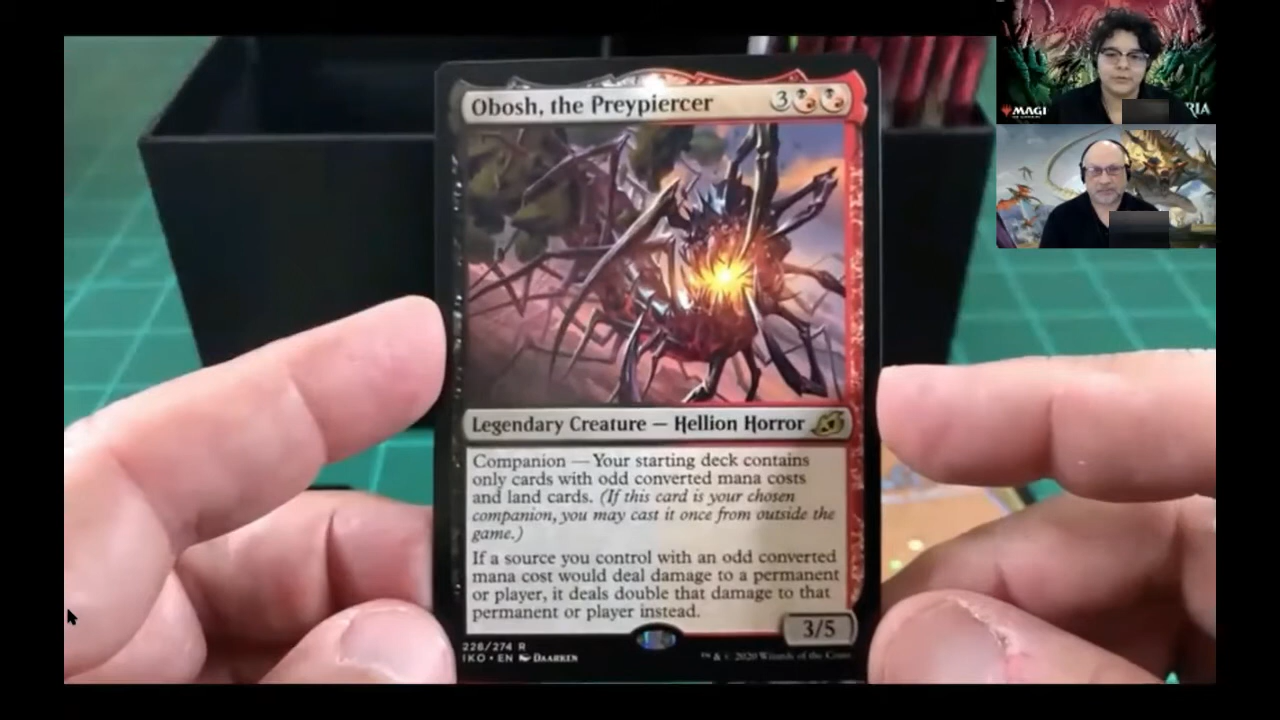 Obosh, the Preypiercer 3
MAGI
RIA
Legendary Creature — Hellion Horror
Companion — Your starting deck contains
only cards with odd converted mana costs
and land cards. (If this card is your chosen
companion, you may cast it once from outside the
game.)
If a source you control with an odd converted
mana cost would deal damage to a permanent
or player, it deals double that damage to that
permanent or player instead.
3/5
226/274 R
IKO • EN DAARKEN
™ & © 2020 Wizards of the Coast